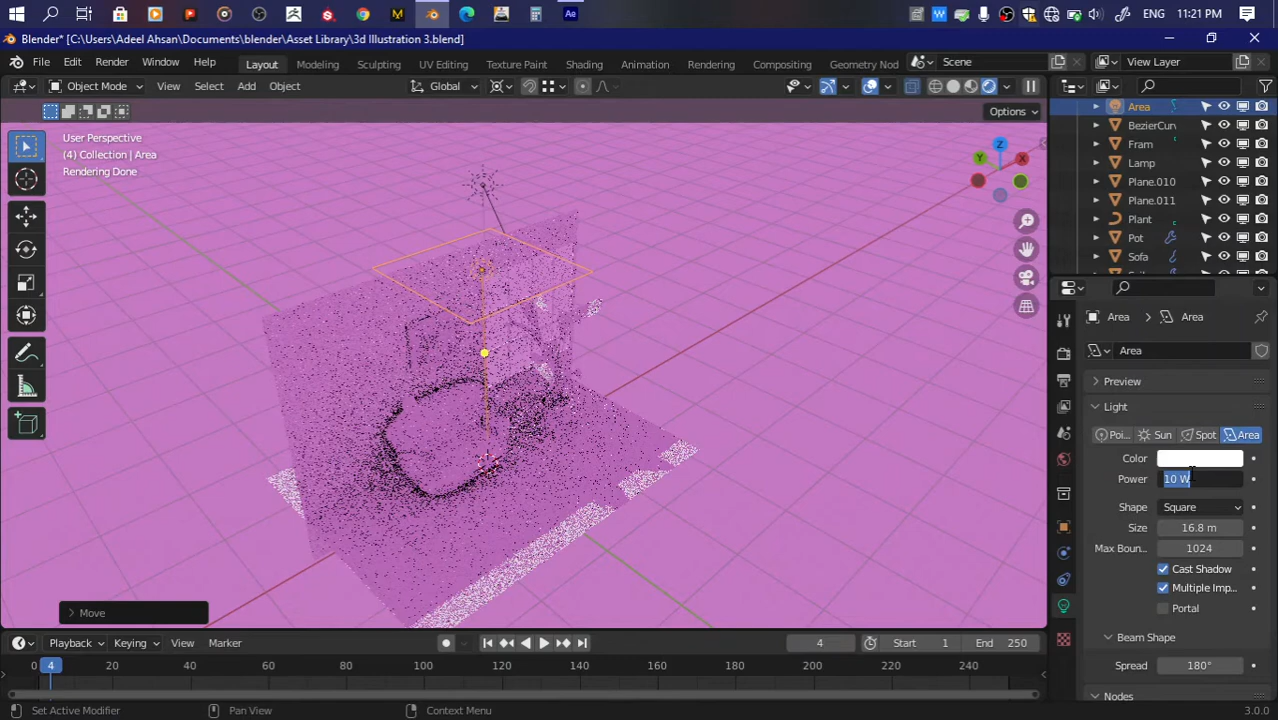 ENG 11:21 PM
Blender* [C:\Users\Adeel Ahsan\Documents\blender\Asset Library\3d Illustration 3.blend]
File Edit Render Window Help Layout Modeling Sculpting UV Editing Texture Paint Shading Animation Rendering Compositing Geometry Nod Scene View Layer
Object Mode View Select Add Object Global
Options
User Perspective
(4) Collection | Area
Rendering Done
Z
Y
X
Area
BezierCurv
Fram
Lamp
Plane.010
Plane.011
Plant
Pot
Sofa
Area Area
Area
Preview
Light
Poi... Sun Spot Area
Color
Power 10 W
Shape Square
Size 16.8 m
Max Boun... 1024
Cast Shadow
Multiple Imp...
Portal
Beam Shape
Spread 180°
Nodes
Move
Playback Keying View Marker 4 Start 1 End 250
0 4 20 40 60 80 100 120 140 160 180 200 220 240
Set Active Modifier Pan View Context Menu 3.0.0